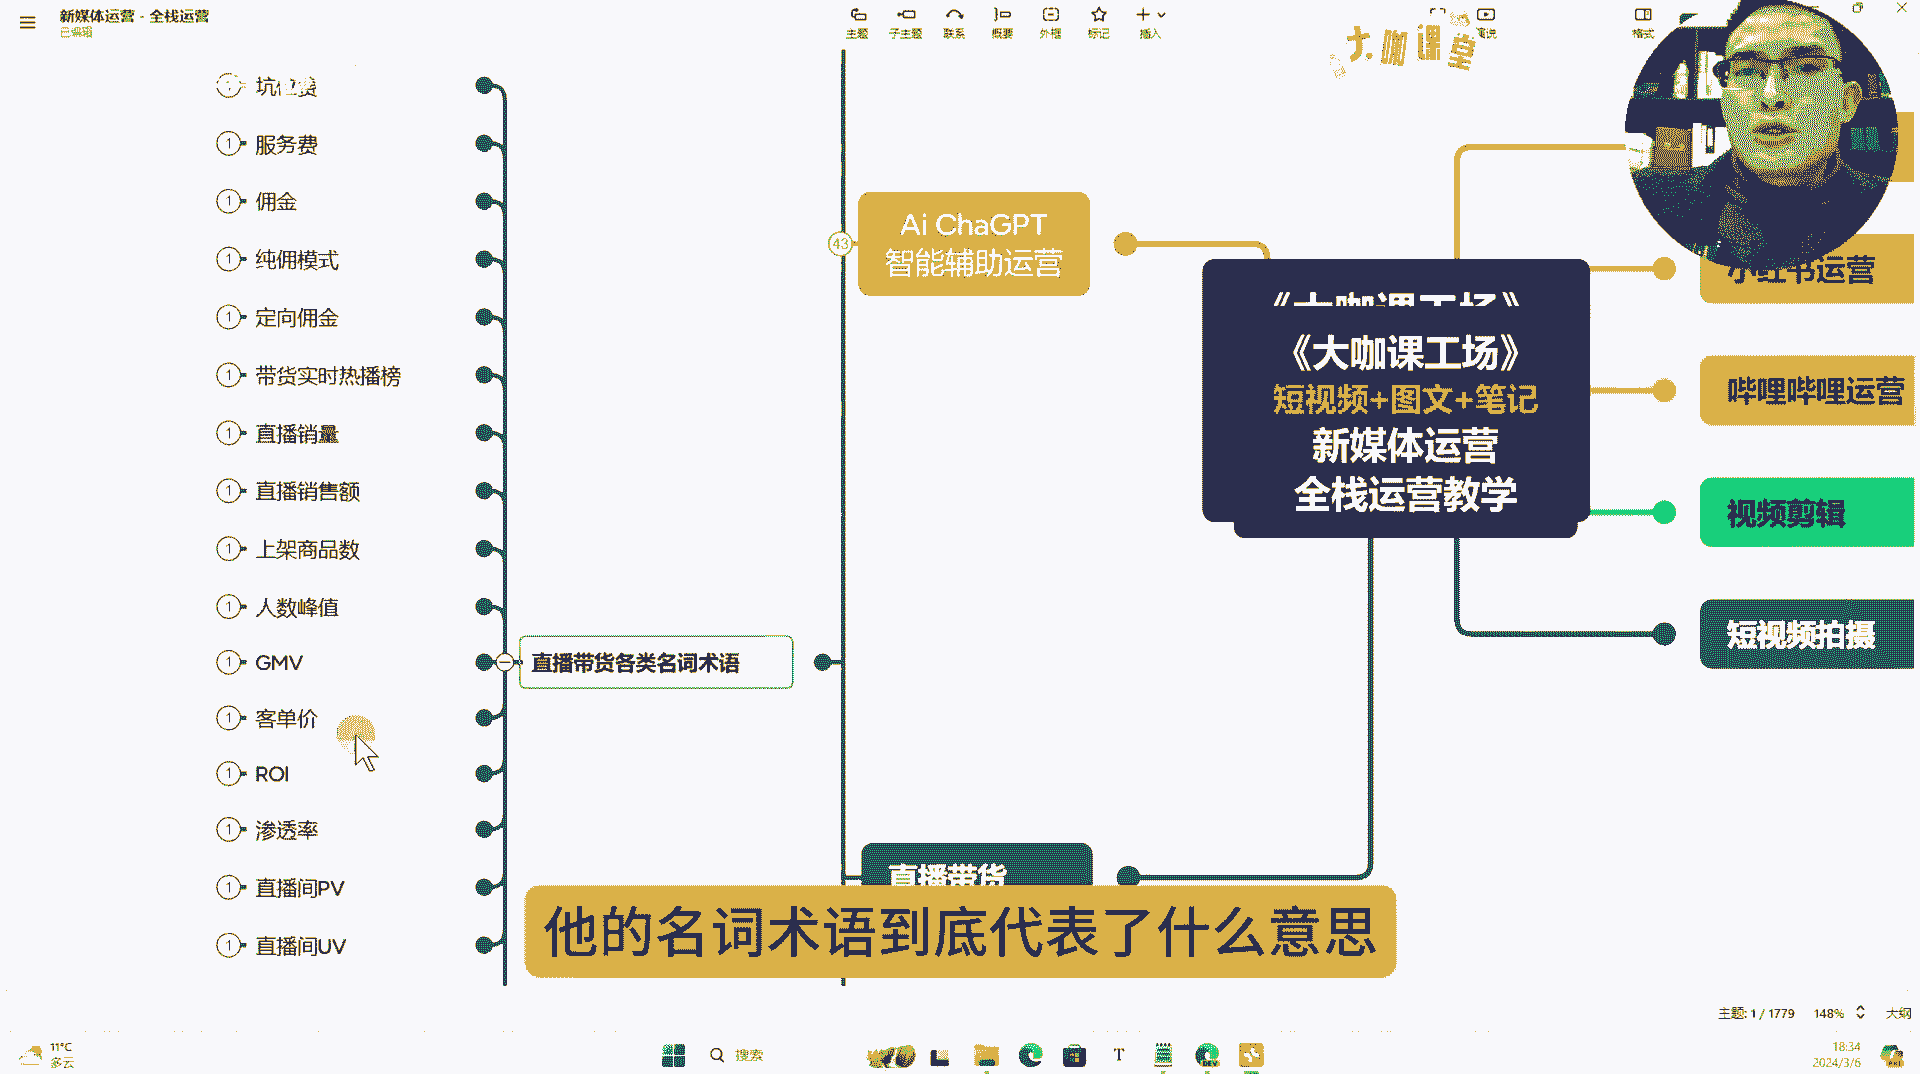 新媒体运营 - 全栈运营
已编辑
主题
子主题
联系
概要
外框
标记
插入
格式
大咖课堂
坑位费
1 服务费
1 佣金
1 纯佣模式
1 定向佣金
1 带货实时热播榜
1 直播销量
1 直播销售额
1 上架商品数
1 人数峰值
1 GMV
1 客单价
1 ROI
1 渗透率
1 直播间PV
1 直播间UV
直播带货各类名词术语
43
Ai ChaGPT
智能辅助运营
《大咖课工场》
《大咖课工场》
短视频+图文+笔记
新媒体运营
全栈运营教学
小红书运营
哔哩哔哩运营
视频剪辑
短视频拍摄
直播带货
他的名词术语到底代表了什么意思
主题: 1 / 1779
148%
大纲
11°C
多云
搜索
T
DEV
18:34
2024/3/6